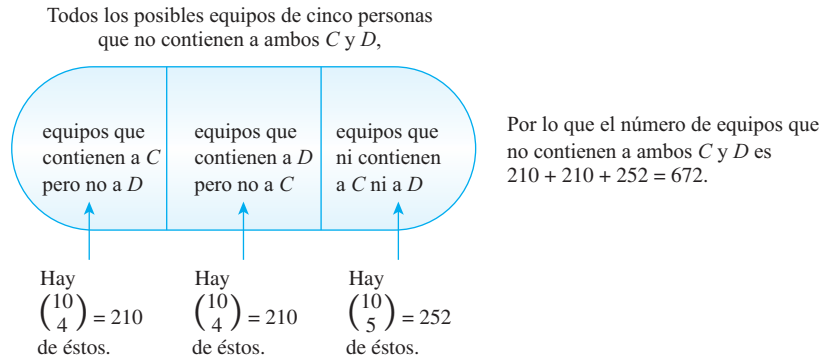 Todos los posibles equipos de cinco personas
que no contienen a ambos C y D,
equipos que
contienen a C
pero no a D
equipos que
contienen a D
pero no a C
equipos que
ni contienen
a C ni a D
Por lo que el número de equipos que
no contienen a ambos C y D es
210 + 210 + 252 = 672.
Hay
(10
4) = 210
de éstos.
Hay
(10
4) = 210
de éstos.
Hay
(10
5) = 252
de éstos.